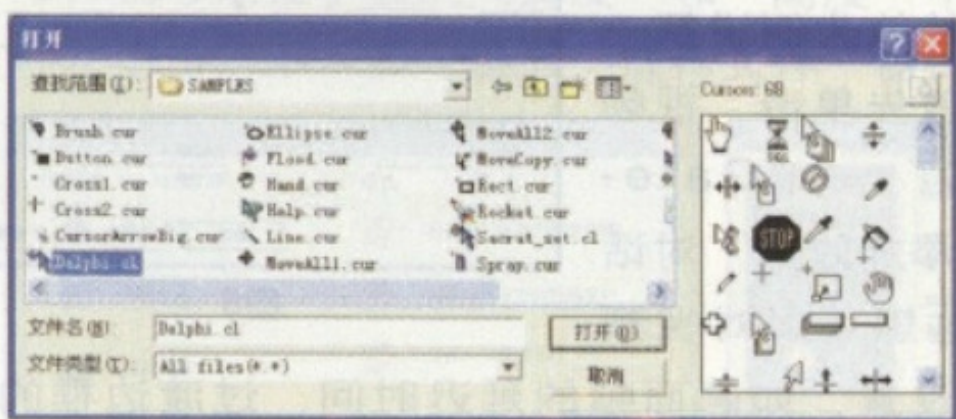 打开
查找范围(I): SAMPLES
Cursors: 68
Brush.cur
Button.cur
Cross1.cur
Cross2.cur
CursorArrowBig.cur
Delphi.cl
Ellipse.cur
Flood.cur
Hand.cur
Help.cur
Line.cur
MoveAll1.cur
MoveAll2.cur
MoveCopy.cur
Rect.cur
Rocket.cur
Secret_set.cl
Spray.cur
STOP
文件名(N): Delphi.cl
打开(O)
文件类型(T): All files(*.*)
取消